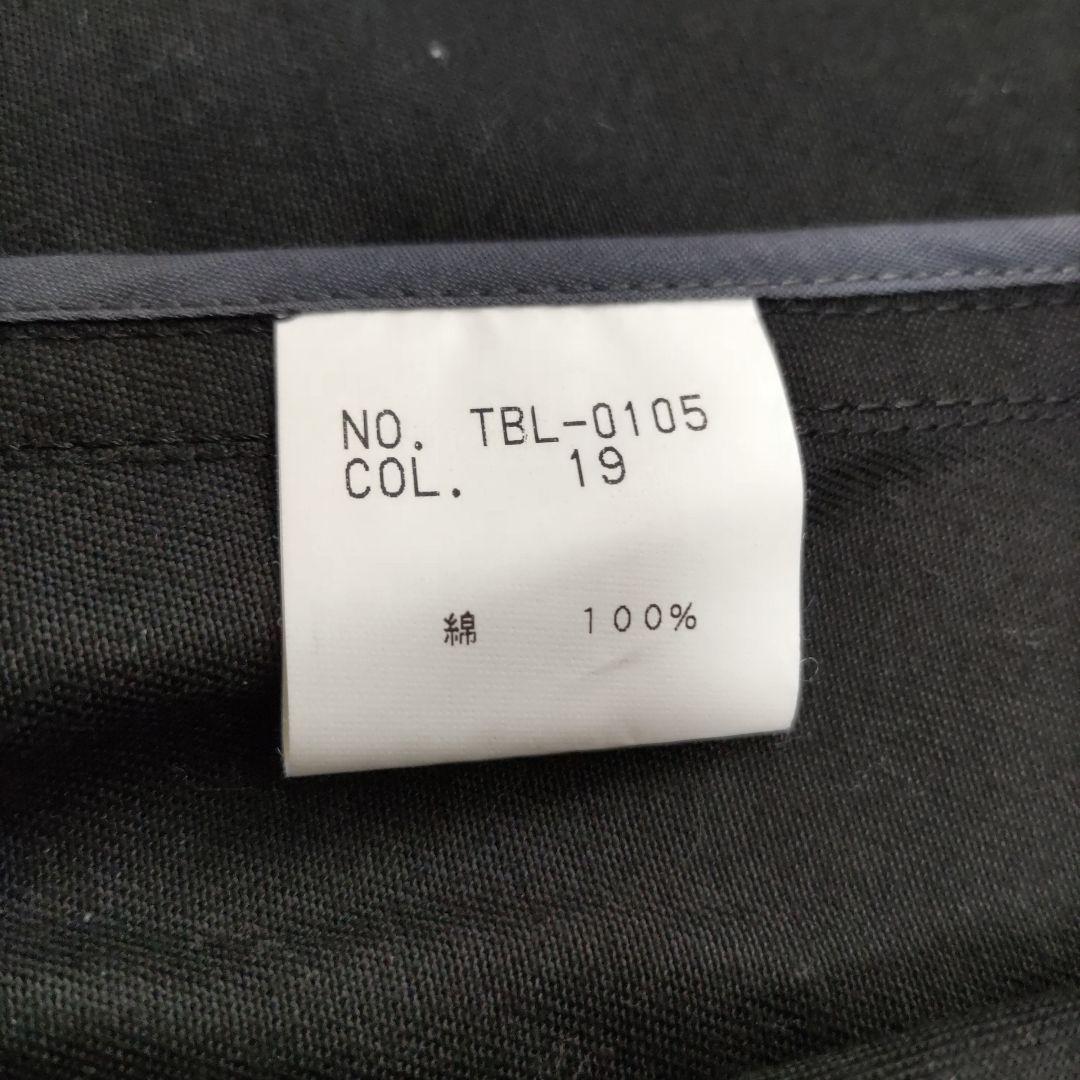 NO. TBL-0105
COL. 19
綿 100%